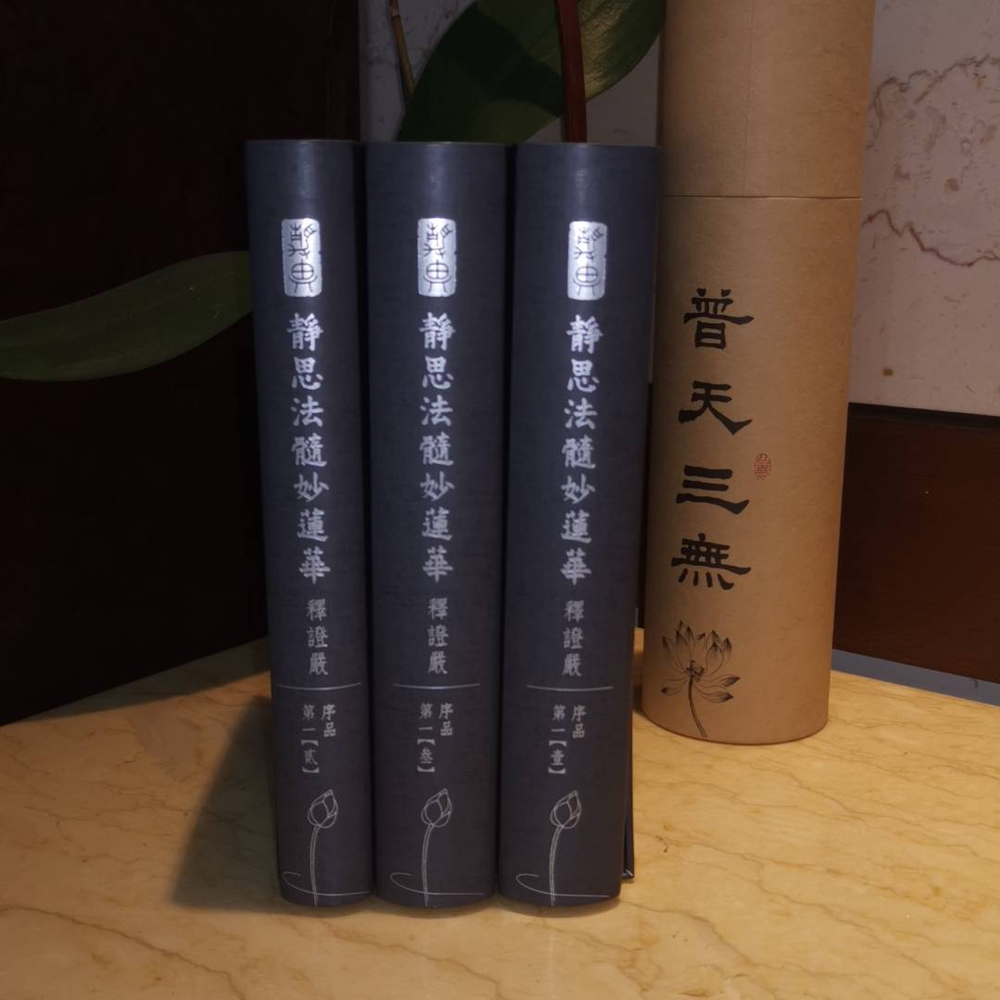 靜思法髓妙蓮華
釋證嚴
序品
第一【貳】
靜思法髓妙蓮華
釋證嚴
序品
第一【叁】
靜思法髓妙蓮華
釋證嚴
序品
第一【壹】
普天三無